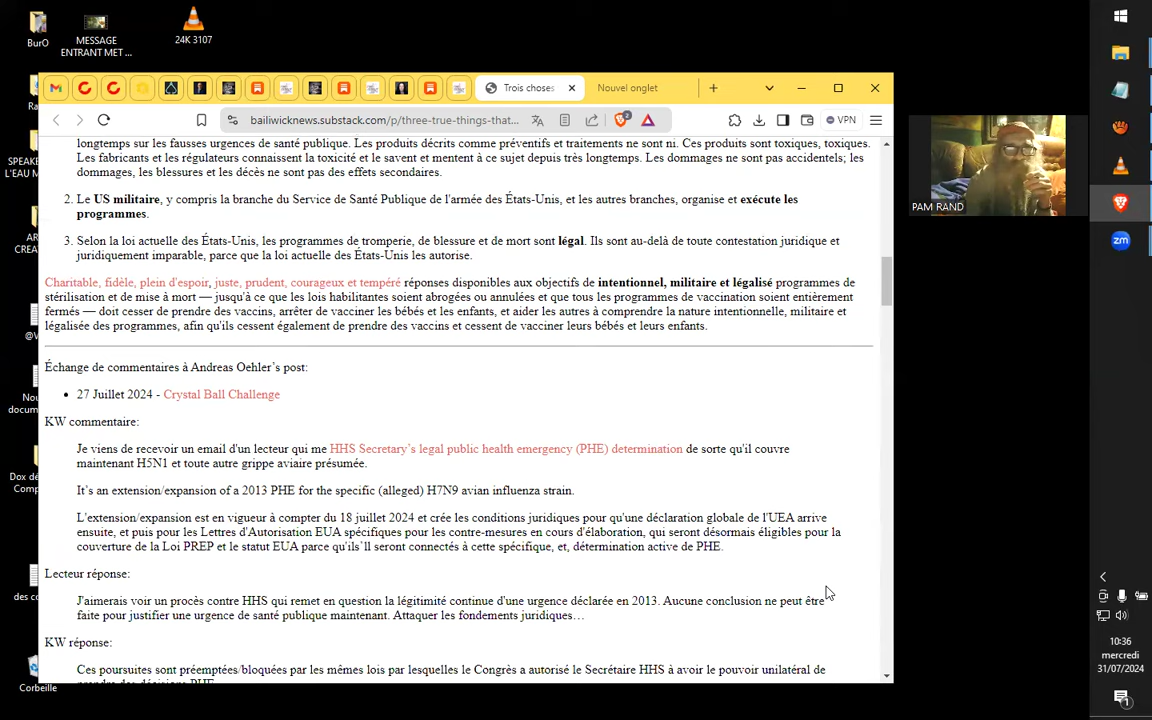 BurO
MESSAGE
ENTRANT MET ...
24K 3107
Trois choses
Nouvel onglet
bailiwicknews.substack.com/p/three-true-things-that...
2
VPN
Ra
SPEAKE
L'EAU M
AR
CREA
@V
Nou
docum
Dox dé
Comp
des co
Corbeille
longtemps sur les fausses urgences de santé publique. Les produits décrits comme préventifs et traitements ne sont ni. Ces produits sont toxiques, toxiques.
Les fabricants et les régulateurs connaissent la toxicité et le savent et mentent à ce sujet depuis très longtemps. Les dommages ne sont pas accidentels; les
dommages, les blessures et les décès ne sont pas des effets secondaires.
2. Le US militaire, y compris la branche du Service de Santé Publique de l'armée des États-Unis, et les autres branches, organise et exécute les
programmes.
3. Selon la loi actuelle des États-Unis, les programmes de tromperie, de blessure et de mort sont légal. Ils sont au-delà de toute contestation juridique et
juridiquement imparable, parce que la loi actuelle des États-Unis les autorise.
Charitable, fidèle, plein d'espoir, juste, prudent, courageux et tempéré réponses disponibles aux objectifs de intentionnel, militaire et légalisé programmes de
stérilisation et de mise à mort — jusqu'à ce que les lois habilitantes soient abrogées ou annulées et que tous les programmes de vaccination soient entièrement
fermés — doit cesser de prendre des vaccins, arrêter de vacciner les bébés et les enfants, et aider les autres à comprendre la nature intentionnelle, militaire et
légalisée des programmes, afin qu'ils cessent également de prendre des vaccins et cessent de vacciner leurs bébés et leurs enfants.
Échange de commentaires à Andreas Oehler's post:
• 27 Juillet 2024 - Crystal Ball Challenge
KW commentaire:
Je viens de recevoir un email d'un lecteur qui me HHS Secretary's legal public health emergency (PHE) determination de sorte qu'il couvre
maintenant H5N1 et toute autre grippe aviaire présumée.
It's an extension/expansion of a 2013 PHE for the specific (alleged) H7N9 avian influenza strain.
L'extension/expansion est en vigueur à compter du 18 juillet 2024 et crée les conditions juridiques pour qu'une déclaration globale de l'UEA arrive
ensuite, et puis pour les Lettres d'Autorisation EUA spécifiques pour les contre-mesures en cours d'élaboration, qui seront désormais éligibles pour la
couverture de la Loi PREP et le statut EUA parce qu'ils'll seront connectés à cette spécifique, et, détermination active de PHE.
Lecteur réponse:
J'aimerais voir un procès contre HHS qui remet en question la légitimité continue d'une urgence déclarée en 2013. Aucune conclusion ne peut être
faite pour justifier une urgence de santé publique maintenant. Attaquer les fondements juridiques…
KW réponse:
Ces poursuites sont préemptées/bloquées par les mêmes lois par lesquelles le Congrès a autorisé le Secrétaire HHS à avoir le pouvoir unilatéral de
prendre des décisions PHE
PAM RAND
zm
10:36
mercredi
31/07/2024
1